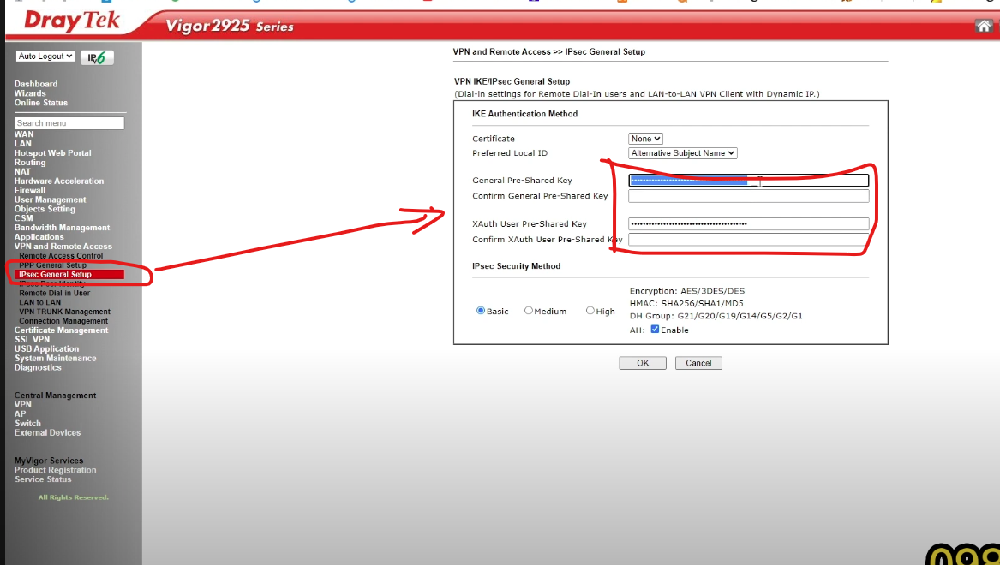 DrayTek
Vigor2925 Series
Auto Logout
IPv6
Dashboard
Wizards
Online Status
Search menu
WAN
LAN
Hotspot Web Portal
Routing
NAT
Hardware Acceleration
Firewall
User Management
Objects Setting
CSM
Bandwidth Management
Applications
VPN and Remote Access
Remote Access Control
PPP General Setup
IPsec General Setup
IPsec Peer Identity
Remote Dial-in User
LAN to LAN
VPN TRUNK Management
Connection Management
Certificate Management
SSL VPN
USB Application
System Maintenance
Diagnostics
Central Management
VPN
AP
Switch
External Devices
MyVigor Services
Product Registration
Service Status
All Rights Reserved.
VPN and Remote Access >> IPsec General Setup
VPN IKE/IPsec General Setup
(Dial-in settings for Remote Dial-In users and LAN-to-LAN VPN Client with Dynamic IP.)
IKE Authentication Method
Certificate None
Preferred Local ID Alternative Subject Name
General Pre-Shared Key
Confirm General Pre-Shared Key
XAuth User Pre-Shared Key
Confirm XAuth User Pre-Shared Key
IPsec Security Method
Basic Medium High
Encryption: AES/3DES/DES
HMAC: SHA256/SHA1/MD5
DH Group: G21/G20/G19/G14/G5/G2/G1
AH: Enable
OK Cancel